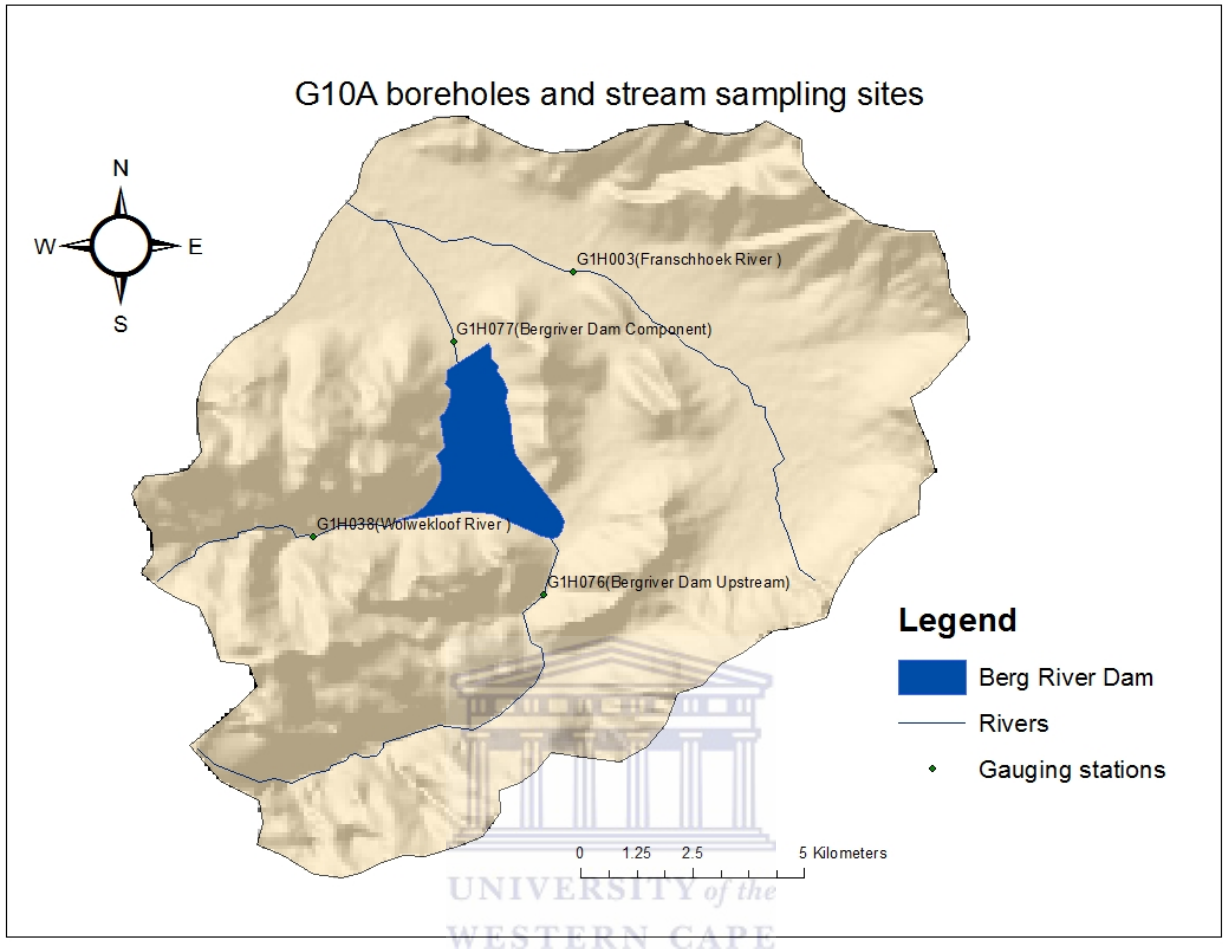 G10A boreholes and stream sampling sites
N
W E
S
G1H003(Franschhoek River )
G1H077(Bergriver Dam Component)
G1H038(Wolwekloof River )
G1H076(Bergriver Dam Upstream)
Legend
Berg River Dam
Rivers
Gauging stations
0 1.25 2.5 5 Kilometers
UNIVERSITY of the
WESTERN CAPE